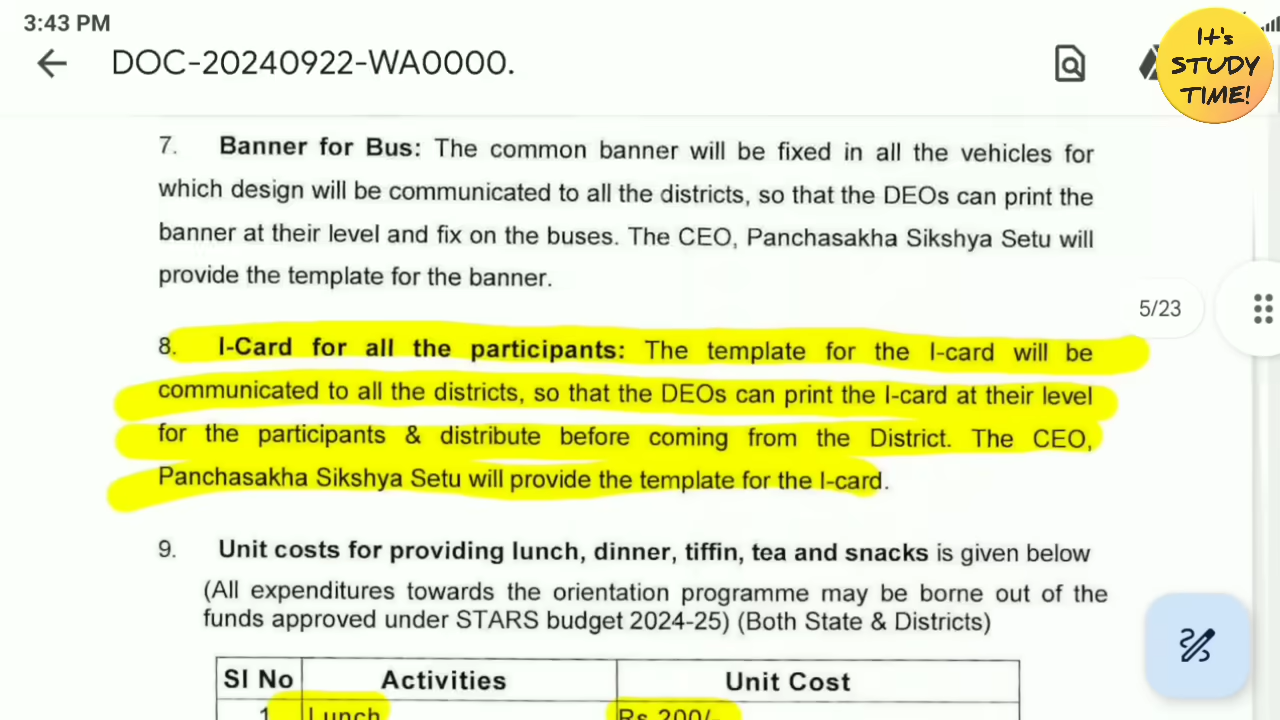 3:43 PM
DOC-20240922-WA0000.
It's
STUDY
TIME!
7. Banner for Bus: The common banner will be fixed in all the vehicles for
which design will be communicated to all the districts, so that the DEOs can print the
banner at their level and fix on the buses. The CEO, Panchasakha Sikshya Setu will
provide the template for the banner.
5/23
8. I-Card for all the participants: The template for the I-card will be
communicated to all the districts, so that the DEOs can print the I-card at their level
for the participants & distribute before coming from the District. The CEO,
Panchasakha Sikshya Setu will provide the template for the I-card.
9. Unit costs for providing lunch, dinner, tiffin, tea and snacks is given below
(All expenditures towards the orientation programme may be borne out of the
funds approved under STARS budget 2024-25) (Both State & Districts)
SI No Activities Unit Cost
1 Lunch Rs 200/-